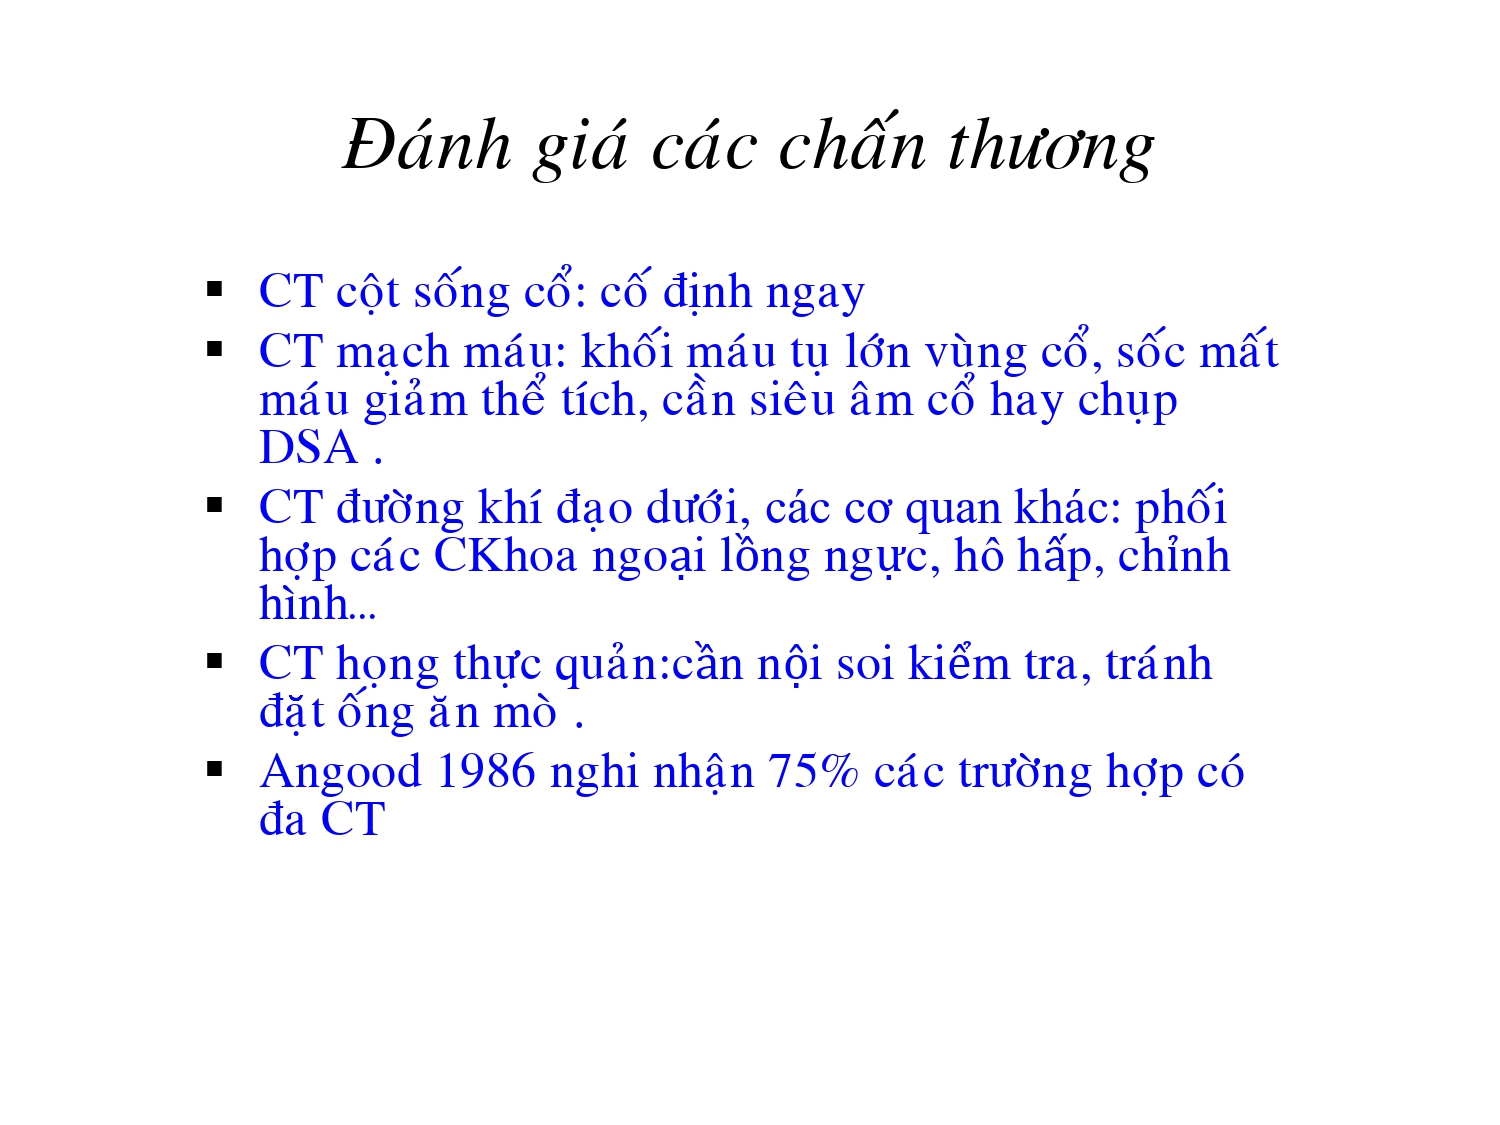 Đánh giá các chấn thương
▪ CT cột sống cổ: cố định ngay
▪ CT mạch máu: khối máu tụ lớn vùng cổ, sốc mất
máu giảm thể tích, cần siêu âm cổ hay chụp
DSA .
▪ CT đường khí đạo dưới, các cơ quan khác: phối
hợp các CKhoa ngoại lồng ngực, hô hấp, chỉnh
hình...
▪ CT họng thực quản:cần nội soi kiểm tra, tránh
đặt ống ăn mò .
▪ Angood 1986 nghi nhận 75% các trường hợp có
đa CT